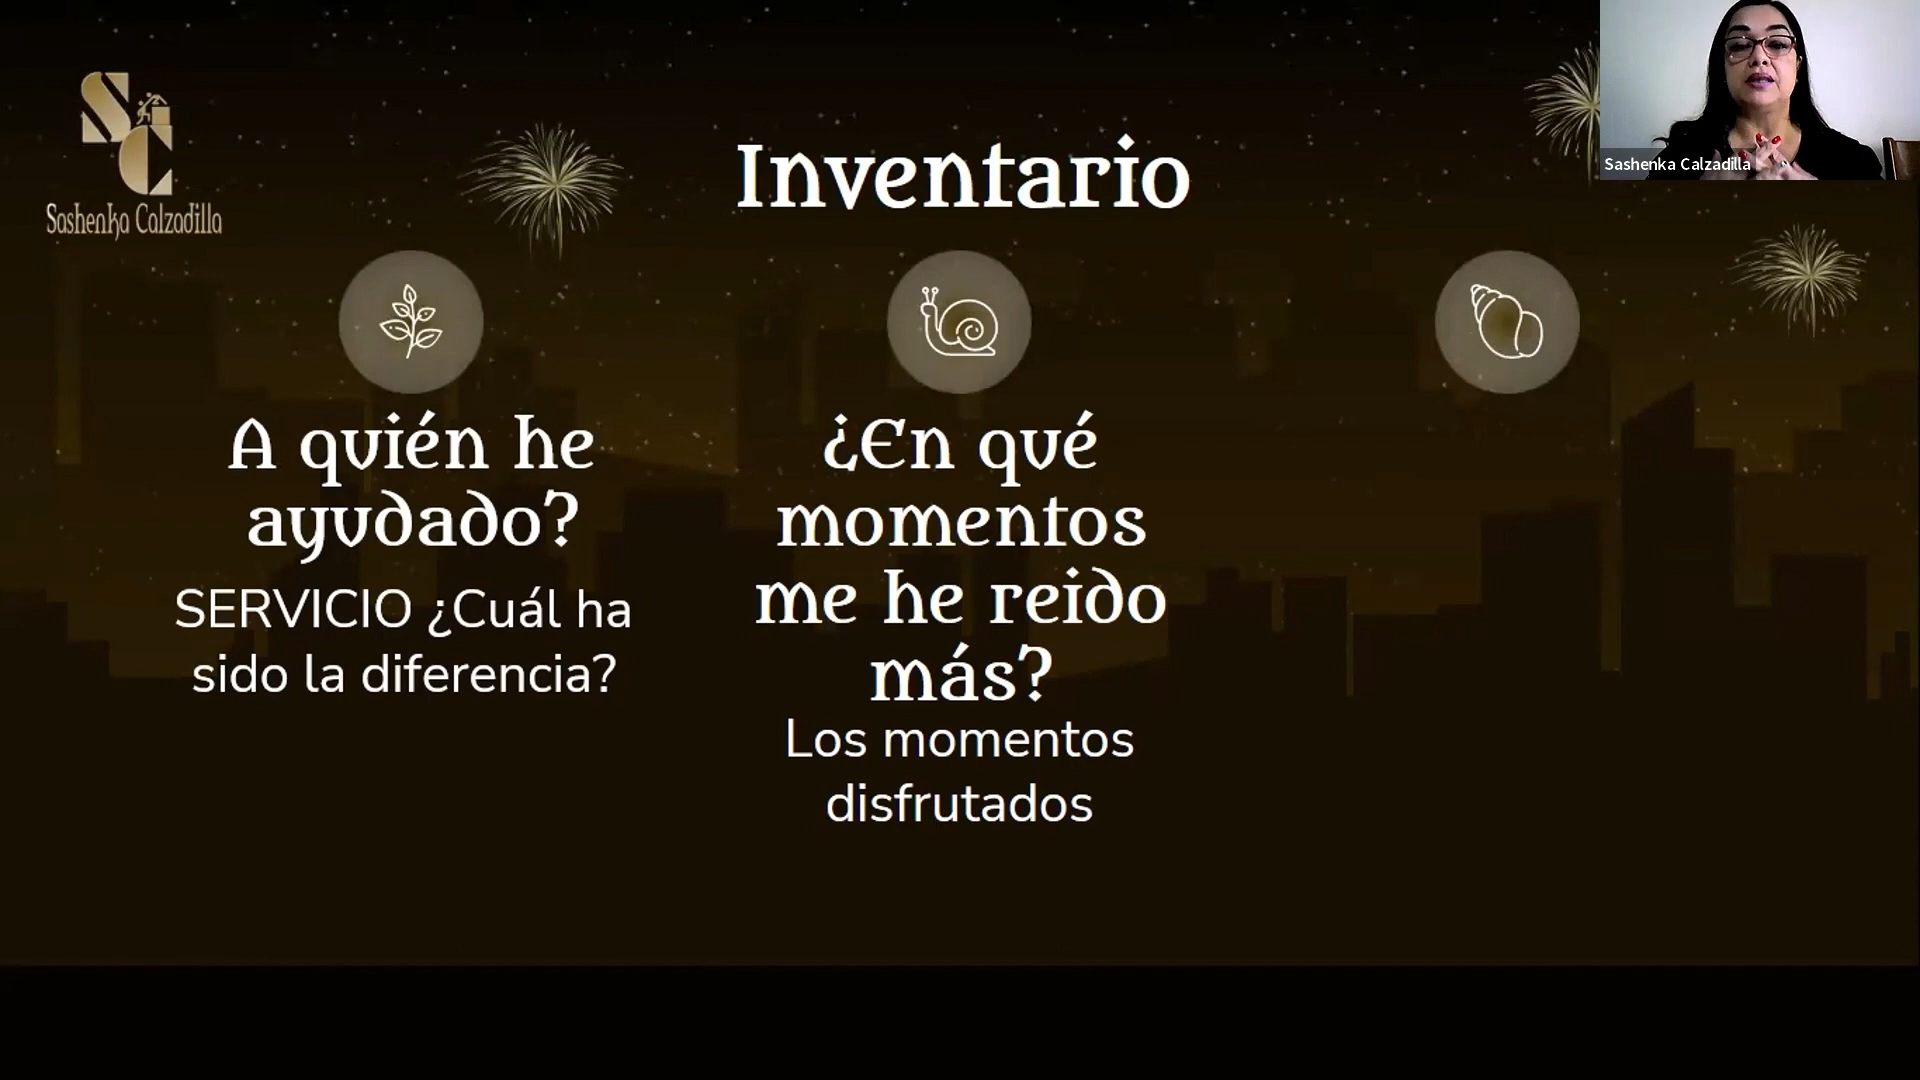 SC
Sashenka Calzadilla
Inventario
Sashenka Calzadilla
A quién he
ayudado?
SERVICIO ¿Cuál ha
sido la diferencia?
¿En qué
momentos
me he reido
más?
Los momentos
disfrutados